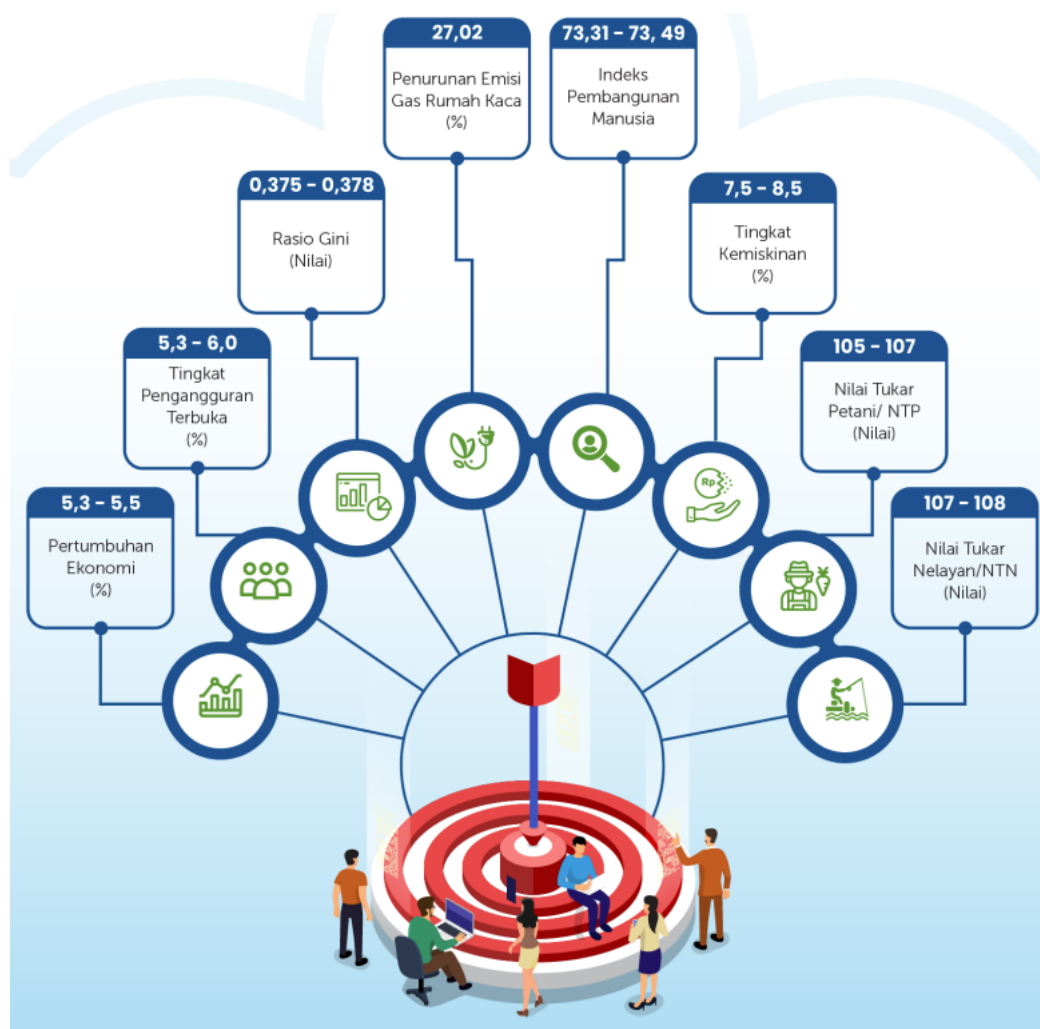 27,02
Penurunan Emisi
Gas Rumah Kaca
(%)
73,31 – 73, 49
Indeks
Pembangunan
Manusia
0,375 – 0,378
Rasio Gini
(Nilai)
7,5 – 8,5
Tingkat
Kemiskinan
(%)
5,3 – 6,0
Tingkat
Pengangguran
Terbuka
(%)
105 – 107
Nilai Tukar
Petani/ NTP
(Nilai)
5,3 – 5,5
Pertumbuhan
Ekonomi
(%)
107 – 108
Nilai Tukar
Nelayan/NTN
(Nilai)
Rp